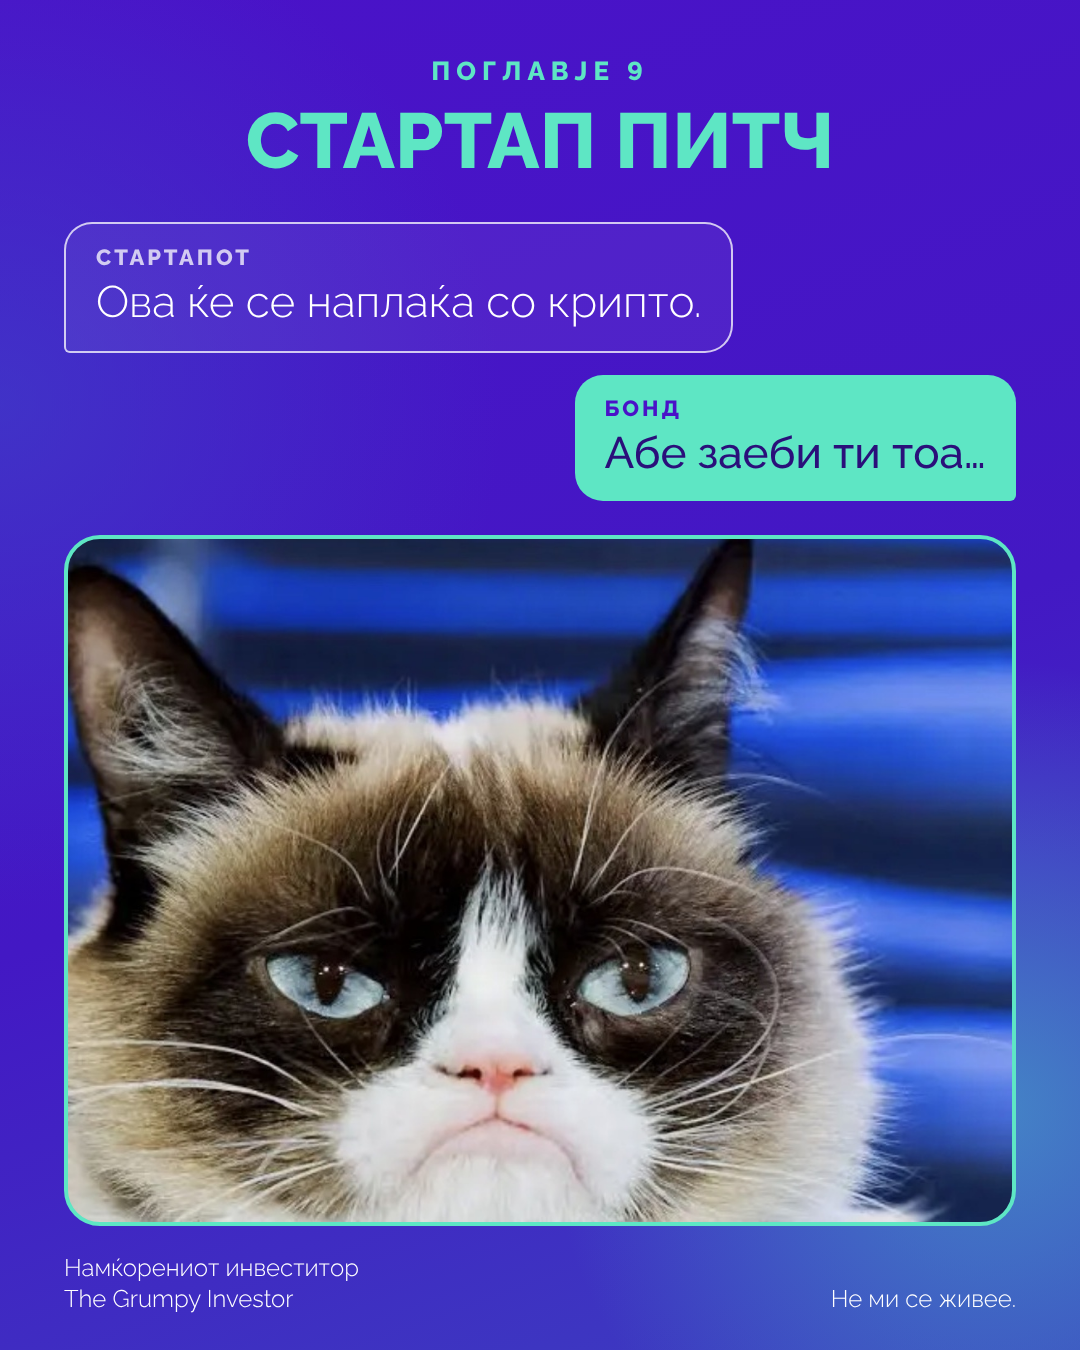 ПОГЛАВЈЕ 9
СТАРТАП ПИТЧ
СТАРТАПОТ
Ова ќе се наплаќа со крипто.
БОНД
Абе заеби ти тоа...
Намќорениот инвеститор
The Grumpy Investor
Не ми се живее.